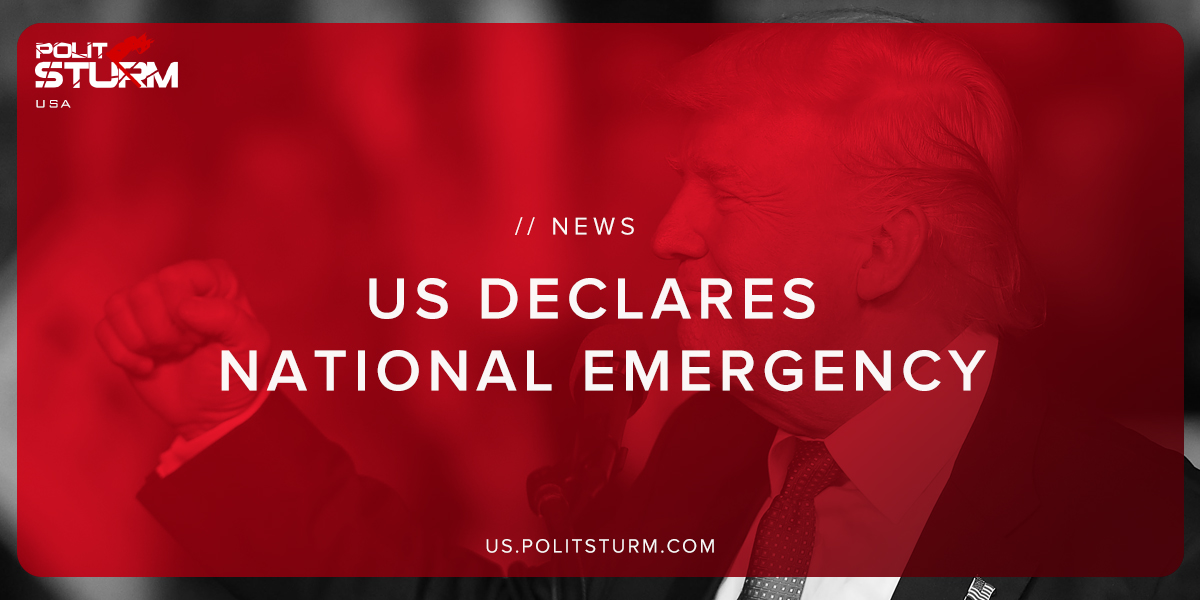 POLIT
STURM
USA
// NEWS
US DECLARES
NATIONAL EMERGENCY
US.POLITSTURM.COM